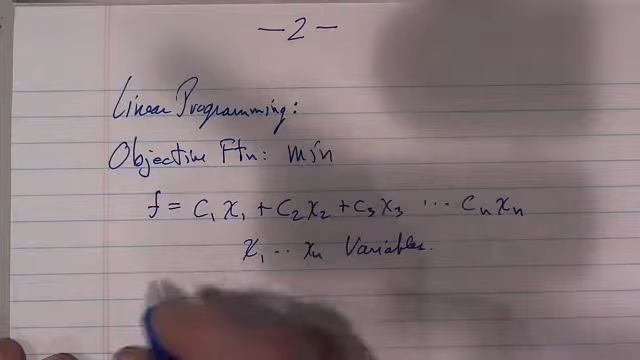 -2-
Linear Programming:
Objective Ftn: min
f = C₁x₁ + C₂x₂ + C₃x₃ ... Cₙxₙ
x₁ ... xₙ Variables.